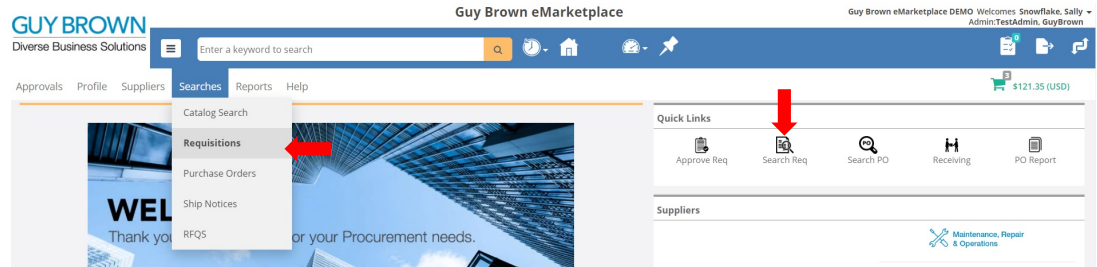 Guy Brown eMarketplace
Guy Brown eMarketplace DEMO Welcomes Snowflake, Sally
Admin:TestAdmin, GuyBrown
GUY BROWN
Diverse Business Solutions
Enter a keyword to search
0
Approvals Profile Suppliers Searches Reports Help
3
$121.35 (USD)
Catalog Search
Requisitions
Purchase Orders
Ship Notices
RFQS
WEL
Thank you
or your Procurement needs.
Quick Links
PO
Approve Req Search Req Search PO Receiving PO Report
Suppliers
Maintenance, Repair
& Operations